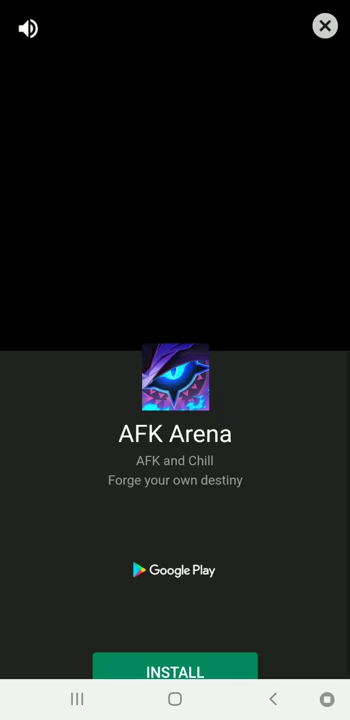 AFK Arena
AFK and Chill
Forge your own destiny
Google Play
INSTALL